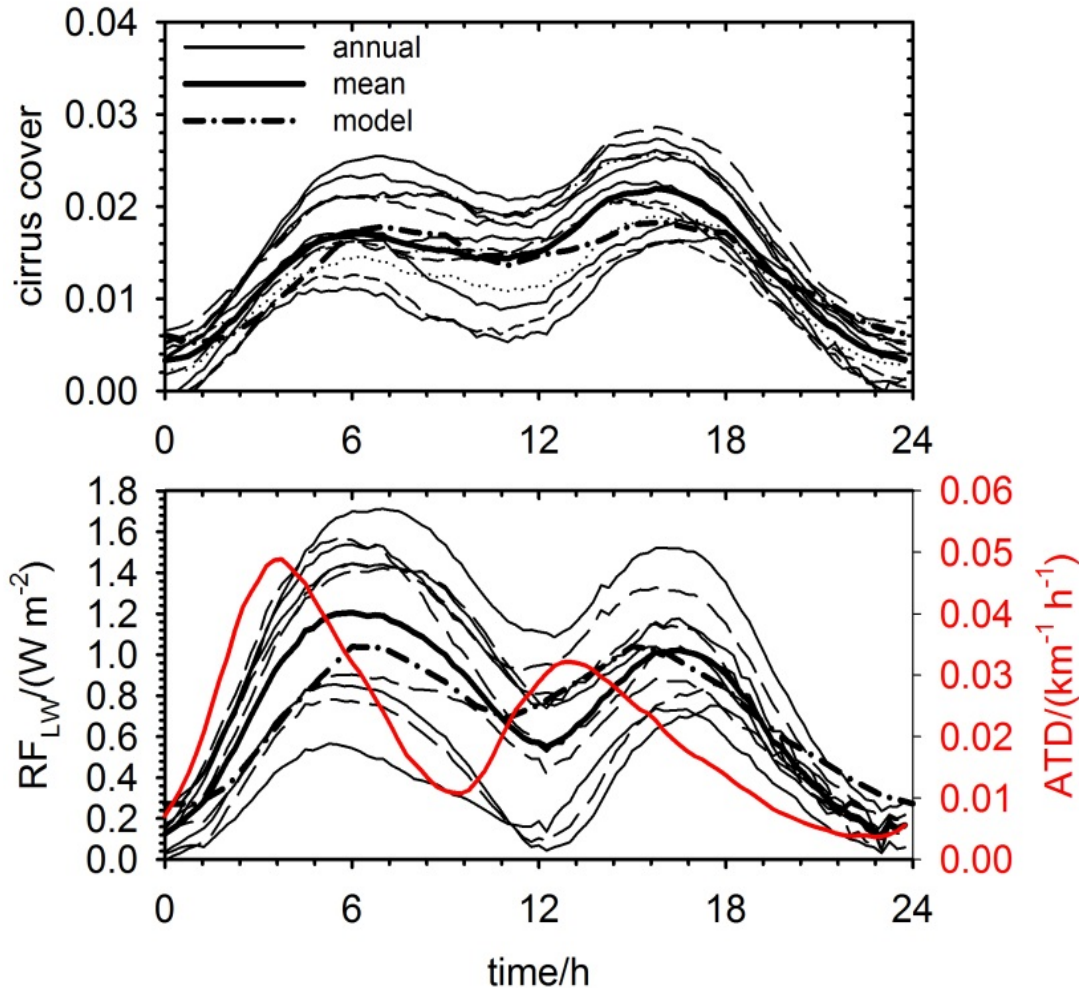 0.04
0.03
0.02
0.01
0.00
cirrus cover
annual
mean
model
0 6 12 18 24
1.8
1.6
1.4
1.2
1.0
0.8
0.6
0.4
0.2
0.0
RF_LW/(W m⁻²)
0.06
0.05
0.04
0.03
0.02
0.01
0.00
ATD/(km⁻¹ h⁻¹)
0 6 12 18 24
time/h